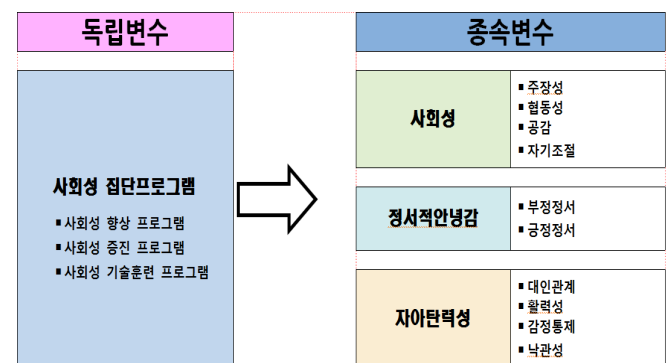 독립변수
종속변수
사회성 집단프로그램
▪사회성 향상 프로그램
▪사회성 증진 프로그램
▪사회성 기술훈련 프로그램
사회성
▪주장성
▪협동성
▪공감
▪자기조절
정서적안녕감
▪부정정서
▪긍정정서
자아탄력성
▪대인관계
▪활력성
▪감정통제
▪낙관성